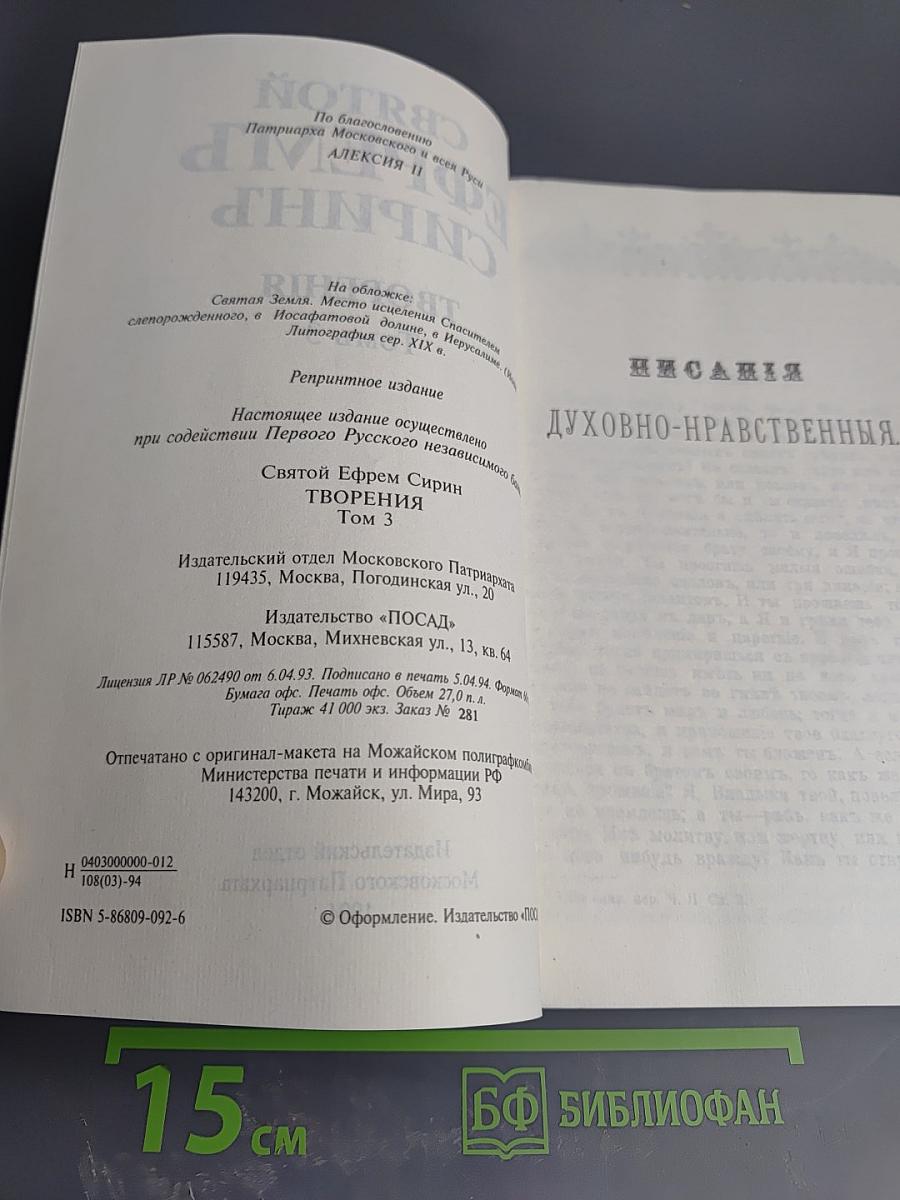 По благословению
Патриарха Московского и всея Руси
АЛЕКСИЯ II
На обложке:
Святая Земля. Место исцеления Спасителем
слепорожденного, в Иосафатовой долине, в Иерусалиме.
Литография сер. XIX в.
Репринтное издание
Настоящее издание осуществлено
при содействии Первого Русского независимого
Святой Ефрем Сирин
ТВОРЕНИЯ
Том 3
Издательский отдел Московского Патриархата
119435, Москва, Погодинская ул., 20
Издательство «ПОСАД»
115587, Москва, Михневская ул., 13, кв. 64
Лицензия ЛР № 062490 от 6.04.93. Подписано в печать 5.04.94. Формат
Бумага офс. Печать офс. Объем 27,0 п. л.
Тираж 41 000 экз. Заказ № 281
Отпечатано с оригинал-макета на Можайском
Министерства печати и информации РФ
143200, г. Можайск, ул. Мира, 93
Н 0403000000-012
108(03)-94
ISBN 5-86809-092-6
© Оформление. Издательство «ПОС
ПИСАНІЯ
ДУХОВНО-НРАВСТВЕННЫЯ.
15 см
БФ БИБЛИОФАН